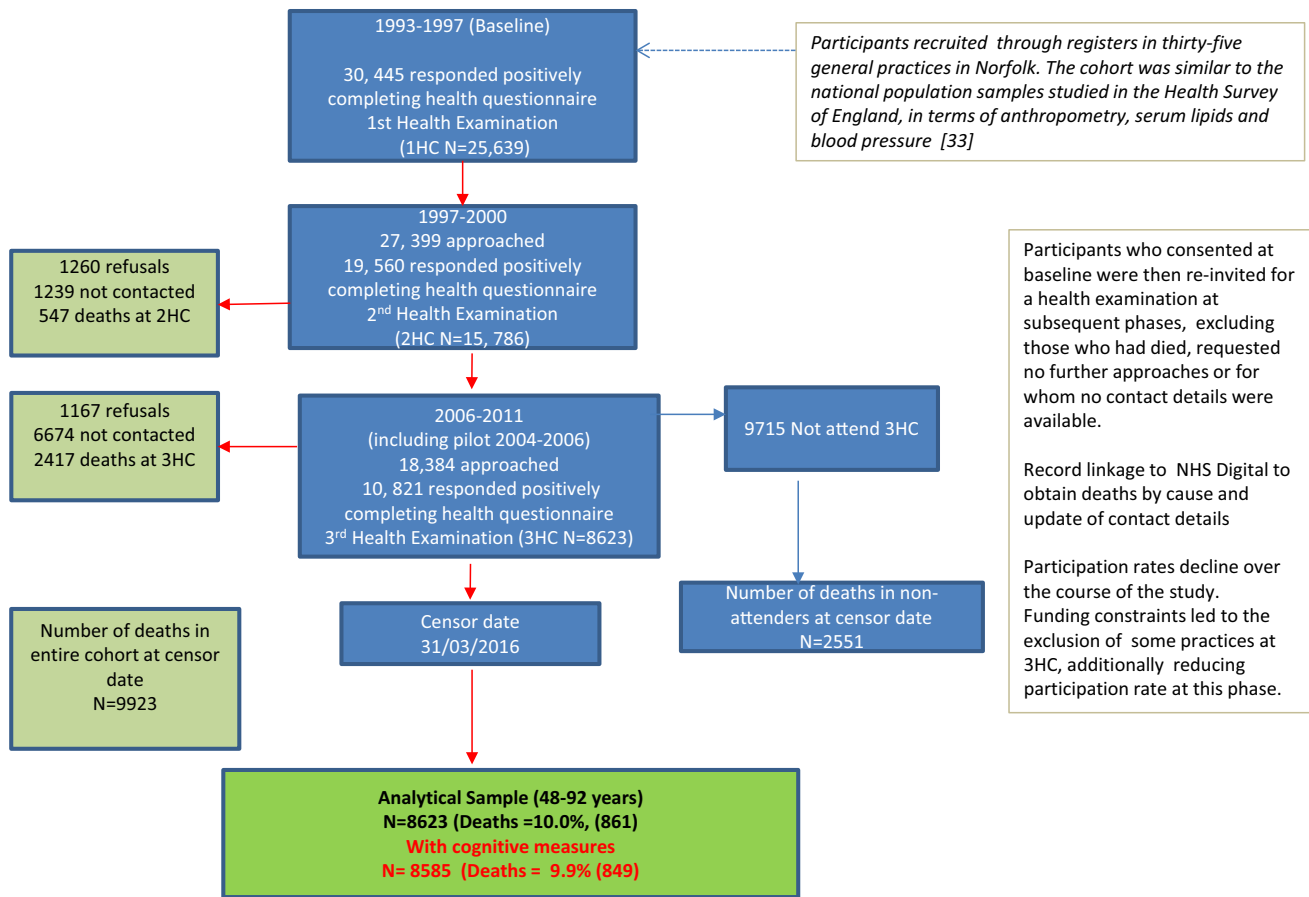 1993-1997 (Baseline)
30, 445 responded positively
completing health questionnaire
1st Health Examination
(1HC N=25,639)
Participants recruited through registers in thirty-five
general practices in Norfolk. The cohort was similar to the
national population samples studied in the Health Survey
of England, in terms of anthropometry, serum lipids and
blood pressure [33]
1997-2000
27, 399 approached
19, 560 responded positively
completing health questionnaire
2nd Health Examination
(2HC N=15, 786)
1260 refusals
1239 not contacted
547 deaths at 2HC
Participants who consented at
baseline were then re-invited for
a health examination at
subsequent phases, excluding
those who had died, requested
no further approaches or for
whom no contact details were
available.
Record linkage to NHS Digital to
obtain deaths by cause and
update of contact details
Participation rates decline over
the course of the study.
Funding constraints led to the
exclusion of some practices at
3HC, additionally reducing
participation rate at this phase.
1167 refusals
6674 not contacted
2417 deaths at 3HC
2006-2011
(including pilot 2004-2006)
18,384 approached
10, 821 responded positively
completing health questionnaire
3rd Health Examination (3HC N=8623)
9715 Not attend 3HC
Number of deaths in non-
attenders at censor date
N=2551
Censor date
31/03/2016
Number of deaths in
entire cohort at censor
date
N=9923
Analytical Sample (48-92 years)
N=8623 (Deaths =10.0%, (861)
With cognitive measures
N= 8585 (Deaths = 9.9% (849)